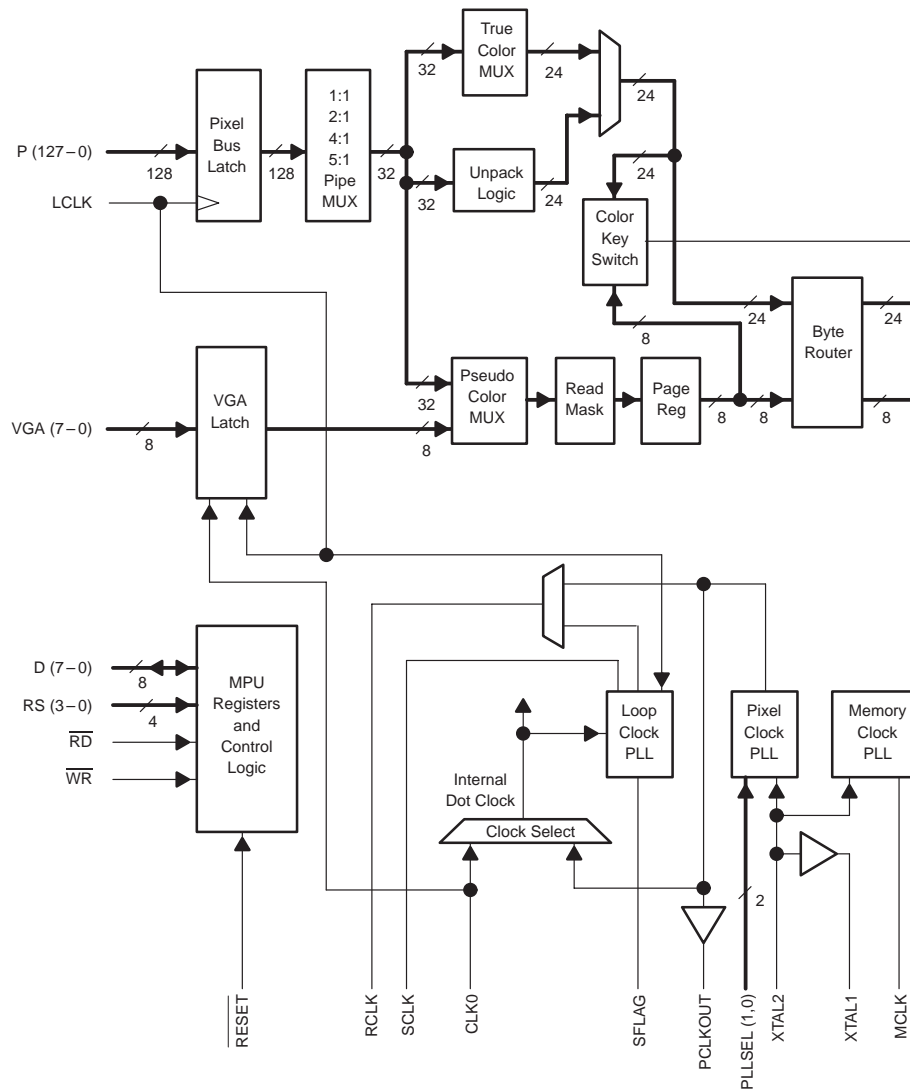 True
Color
MUX
32
24
24
1:1
2:1
4:1
5:1
Pipe
MUX
Pixel
Bus
Latch
P (127–0)
128
128
32
LCLK
Unpack
Logic
32
24
24
Color
Key
Switch
8
24
24
Byte
Router
VGA
Latch
VGA (7–0)
8
32
8
Pseudo
Color
MUX
Read
Mask
Page
Reg
8
8
8
D (7–0)
8
RS (3–0)
4
RD
WR
MPU
Registers
and
Control
Logic
Loop
Clock
PLL
Pixel
Clock
PLL
Memory
Clock
PLL
Internal
Dot Clock
Clock Select
2
RESET
RCLK
SCLK
CLK0
SFLAG
PCLKOUT
PLLSEL (1,0)
XTAL2
XTAL1
MCLK